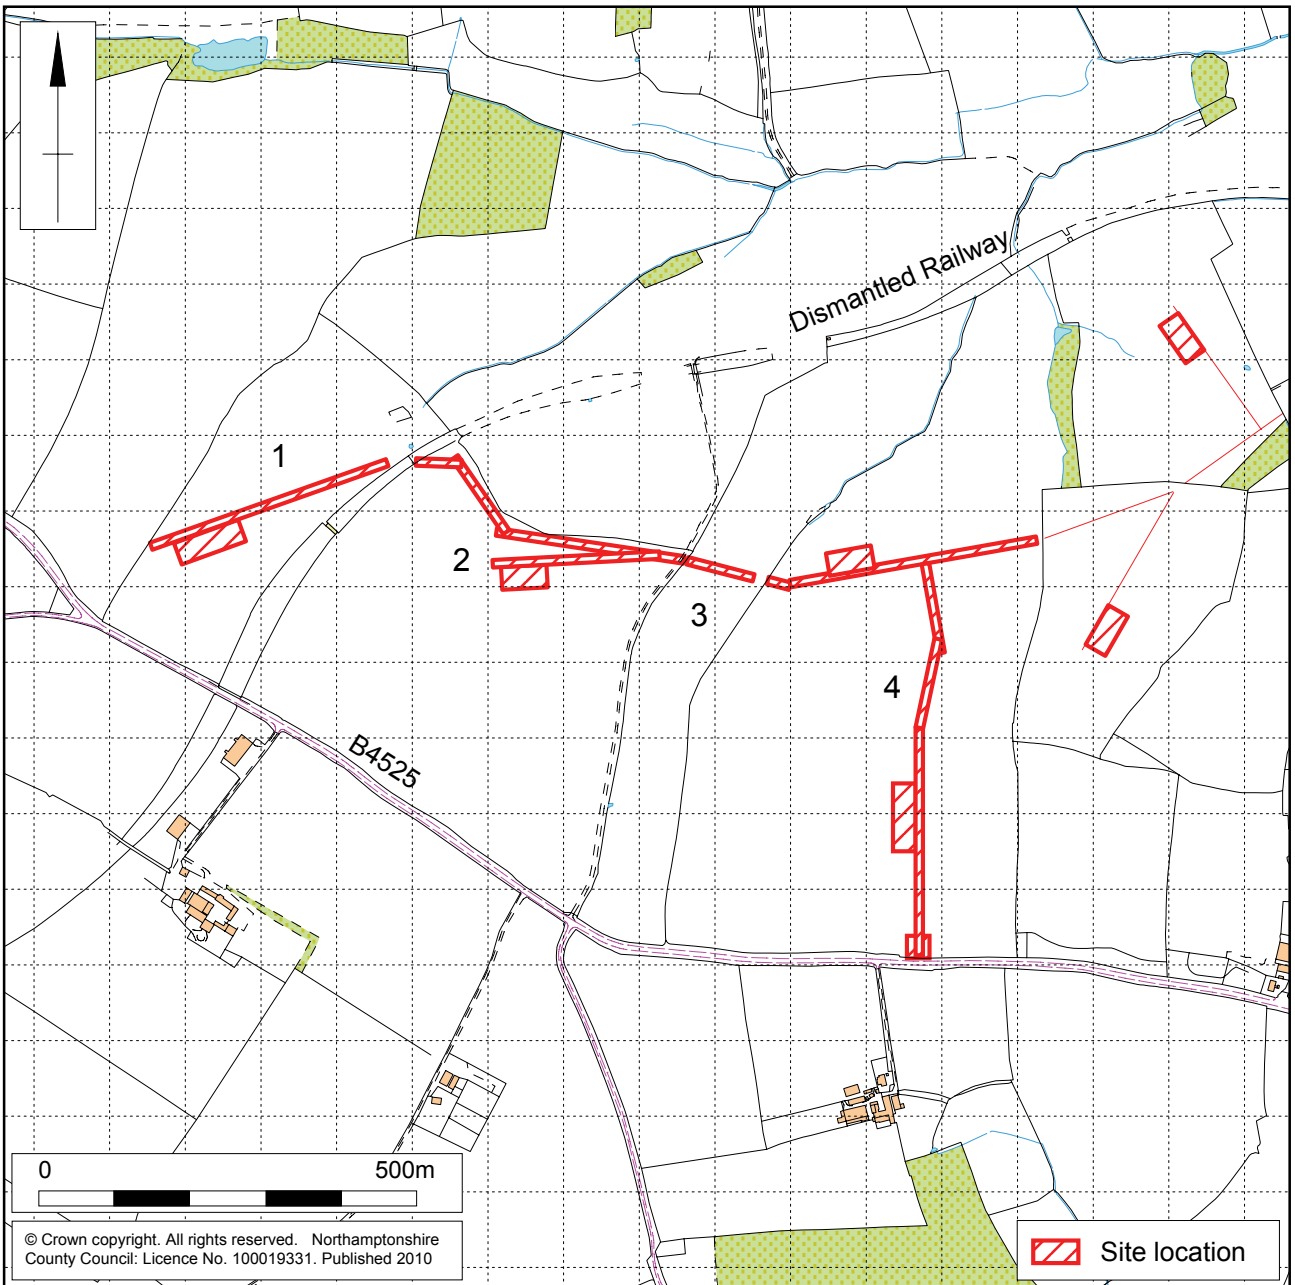 Dismantled Railway
1
2
3
4
B4525
0 500m
© Crown copyright. All rights reserved. Northamptonshire
County Council: Licence No. 100019331. Published 2010
Site location